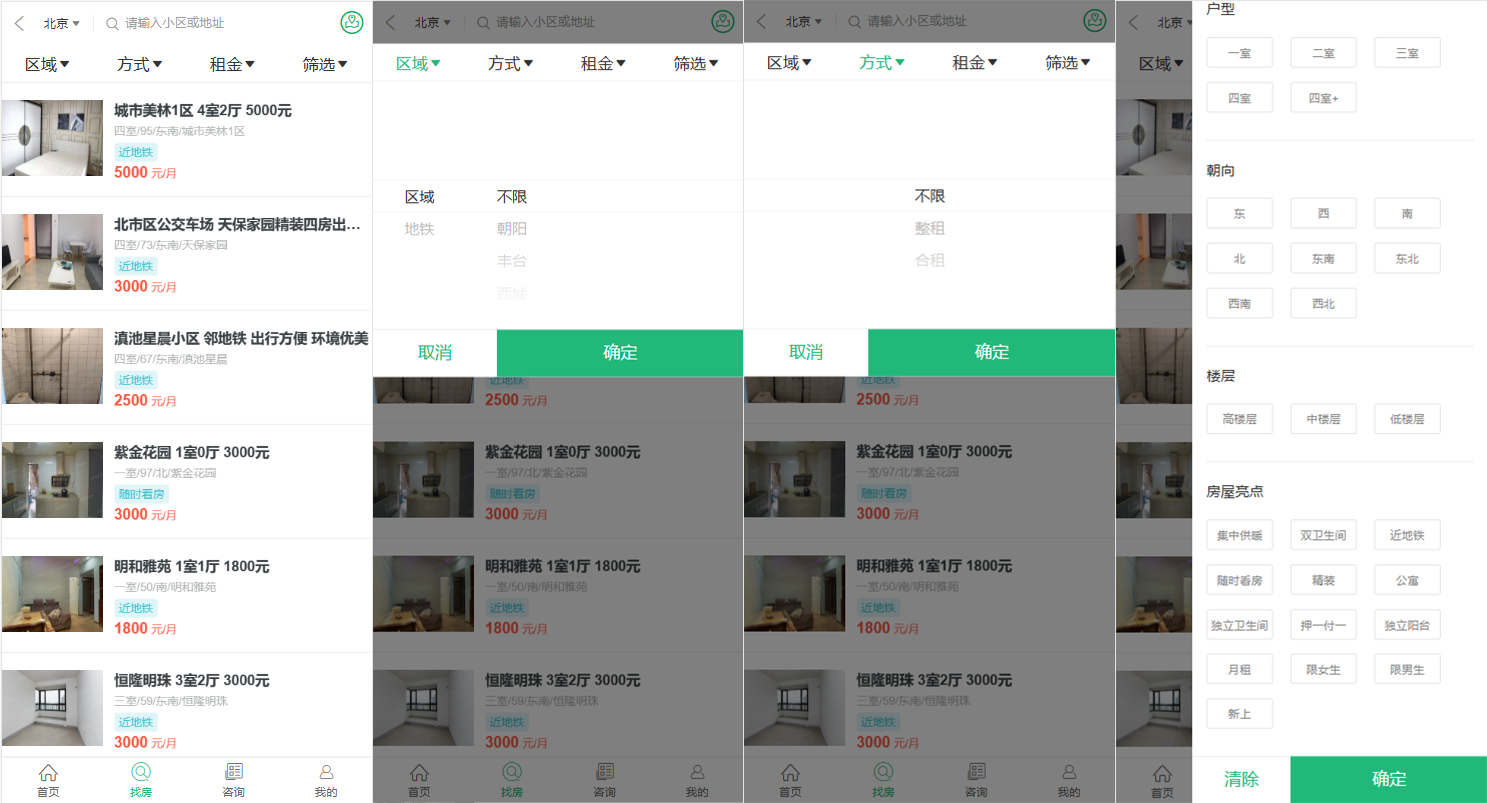 北京
请输入小区或地址
区域 方式 租金 筛选
城市美林1区 4室2厅 5000元
四室/95/东南/城市美林1区
近地铁
5000 元/月
北市区公交车场 天保家园精装四房出…
四室/73/东南/天保家园
近地铁
3000 元/月
滇池星晨小区 邻地铁 出行方便 环境优美
四室/67/东南/滇池星晨
近地铁
2500 元/月
紫金花园 1室0厅 3000元
一室/97/北/紫金花园
随时看房
3000 元/月
明和雅苑 1室1厅 1800元
一室/50/南/明和雅苑
近地铁
1800 元/月
恒隆明珠 3室2厅 3000元
三室/59/东南/恒隆明珠
近地铁
3000 元/月
首页 找房 咨询 我的
北京
请输入小区或地址
区域 方式 租金 筛选
区域 不限
地铁 朝阳
丰台
西城
取消 确定
近地铁
2500 元/月
紫金花园 1室0厅 3000元
一室/97/北/紫金花园
随时看房
3000 元/月
明和雅苑 1室1厅 1800元
一室/50/南/明和雅苑
近地铁
1800 元/月
恒隆明珠 3室2厅 3000元
三室/59/东南/恒隆明珠
近地铁
3000 元/月
首页 找房 咨询 我的
北京
请输入小区或地址
区域 方式 租金 筛选
不限
整租
合租
取消 确定
近地铁
2500 元/月
紫金花园 1室0厅 3000元
一室/97/北/紫金花园
随时看房
3000 元/月
明和雅苑 1室1厅 1800元
一室/50/南/明和雅苑
近地铁
1800 元/月
恒隆明珠 3室2厅 3000元
三室/59/东南/恒隆明珠
近地铁
3000 元/月
首页 找房 咨询 我的
北京
区域
首页
户型
一室 二室 三室
四室 四室+
朝向
东 西 南
北 东南 东北
西南 西北
楼层
高楼层 中楼层 低楼层
房屋亮点
集中供暖 双卫生间 近地铁
随时看房 精装 公寓
独立卫生间 押一付一 独立阳台
月租 限女生 限男生
新上
清除 确定